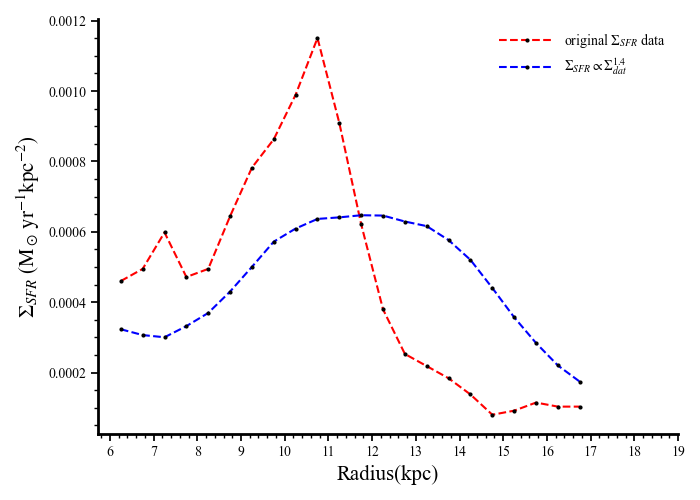 0.0012
0.0010
0.0008
0.0006
0.0004
0.0002
Σ_SFR (M⊙ yr⁻¹kpc⁻²)
original Σ_SFR data
Σ_SFR ∝ Σ_dat^1.4
6 7 8 9 10 11 12 13 14 15 16 17 18 19
Radius(kpc)